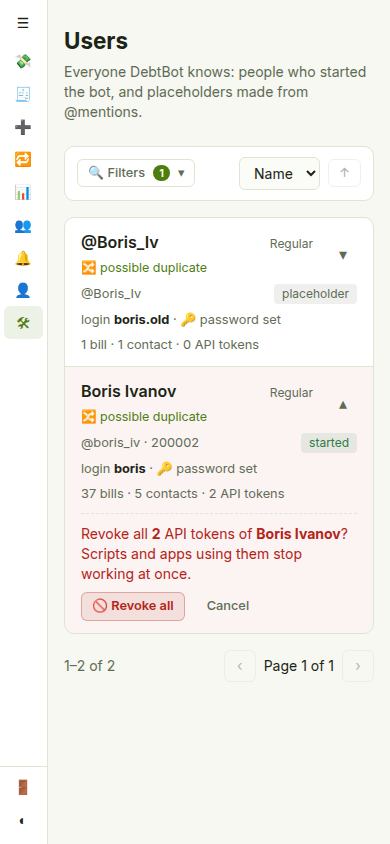 Users
Everyone DebtBot knows: people who started
the bot, and placeholders made from
@mentions.
🔍 Filters 1 ▾
Name
↑
@Boris_Iv Regular ▼
🔀 possible duplicate
@Boris_Iv placeholder
login boris.old · 🔑 password set
1 bill · 1 contact · 0 API tokens
Boris Ivanov Regular ▲
🔀 possible duplicate
@boris_iv · 200002 started
login boris · 🔑 password set
37 bills · 5 contacts · 2 API tokens
Revoke all 2 API tokens of Boris Ivanov?
Scripts and apps using them stop
working at once.
🚫 Revoke all Cancel
1–2 of 2 ‹ Page 1 of 1 ›